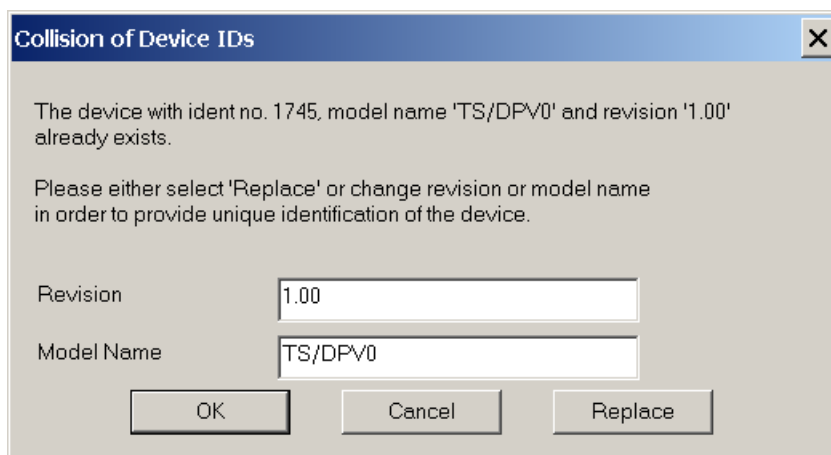 Collision of Device IDs
The device with ident no. 1745, model name 'TS/DPV0' and revision '1.00'
already exists.
Please either select 'Replace' or change revision or model name
in order to provide unique identification of the device.
Revision
1.00
Model Name
TS/DPV0
OK Cancel Replace